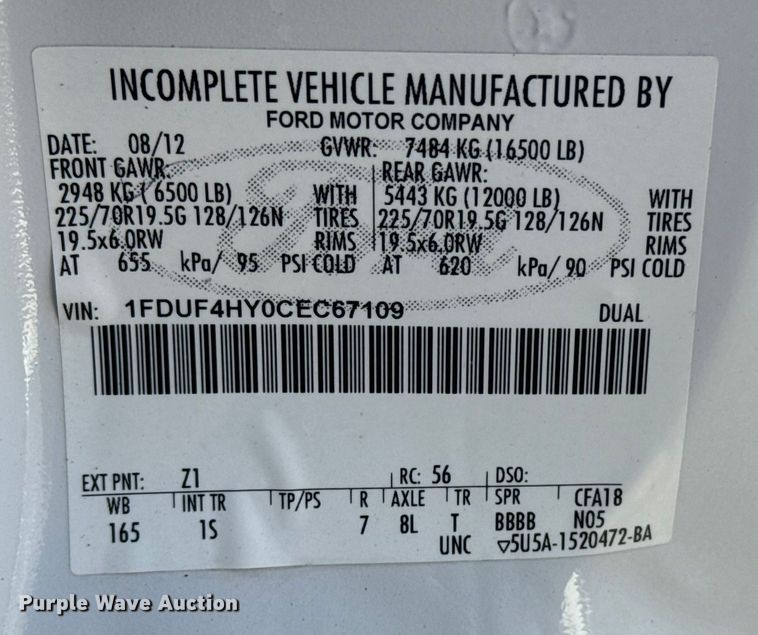 INCOMPLETE VEHICLE MANUFACTURED BY
FORD MOTOR COMPANY
DATE: 08/12 GVWR: 7484 KG (16500 LB)
FRONT GAWR: REAR GAWR:
2948 KG ( 6500 LB) WITH 5443 KG (12000 LB) WITH
225/70R19.5G 128/126N TIRES 225/70R19.5G 128/126N TIRES
19.5x6.0RW RIMS 19.5x6.0RW RIMS
AT 655 kPa/ 95 PSI COLD AT 620 kPa/ 90 PSI COLD
VIN: 1FDUF4HY0CEC67109 DUAL
EXT PNT: Z1 RC: 56 DSO:
WB INT TR TP/PS R AXLE TR SPR CFA18
165 1S 7 8L T BBBB N05
UNC ▽5U5A-1520472-BA
Purple Wave Auction